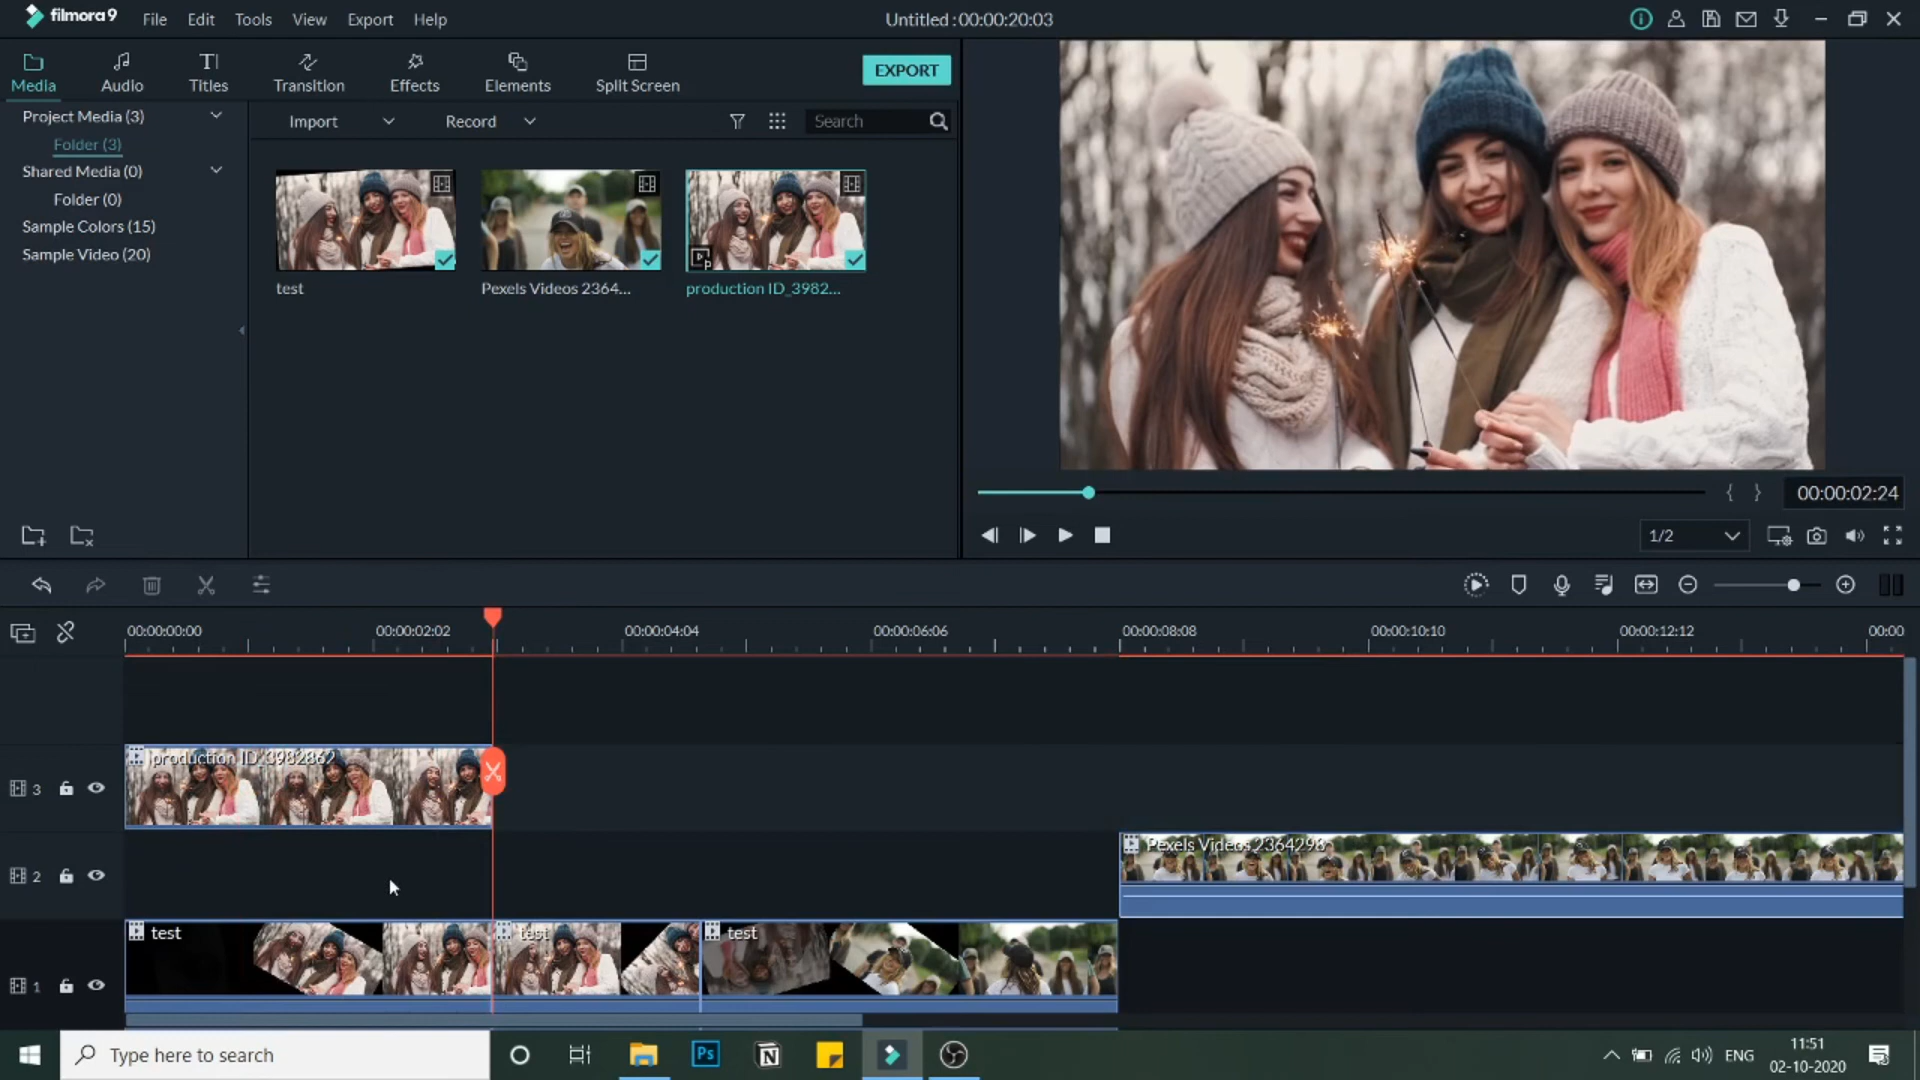 filmora9
File Edit Tools View Export Help
Untitled : 00:00:20:03
Media Audio Titles Transition Effects Elements Split Screen
EXPORT
Project Media (3)
Folder (3)
Shared Media (0)
Folder (0)
Sample Colors (15)
Sample Video (20)
Import Record Search
test
Pexels Videos 2364...
production ID_3982...
00:00:02:24
1/2
00:00:00:00 00:00:02:02 00:00:04:04 00:00:06:06 00:00:08:08 00:00:10:10 00:00:12:12 00:00
production ID_3982862
3
Pexels Videos 2364298
2
test test test
1
Type here to search
Ps
N
ENG
11:51
02-10-2020